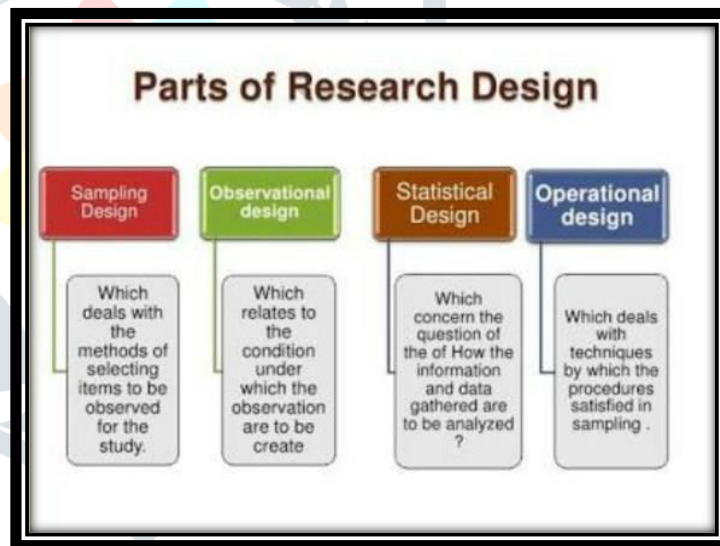 Parts of Research Design
Sampling
Design
Which
deals with
the
methods of
selecting
items to be
observed
for the
study.
Observational
design
Which
relates to
the
condition
under
which the
observation
are to be
create
Statistical
Design
Which
concern the
question of
the of How the
information
and data
gathered are
to be analyzed
?
Operational
design
Which deals
with
techniques
by which the
procedures
satisfied in
sampling .